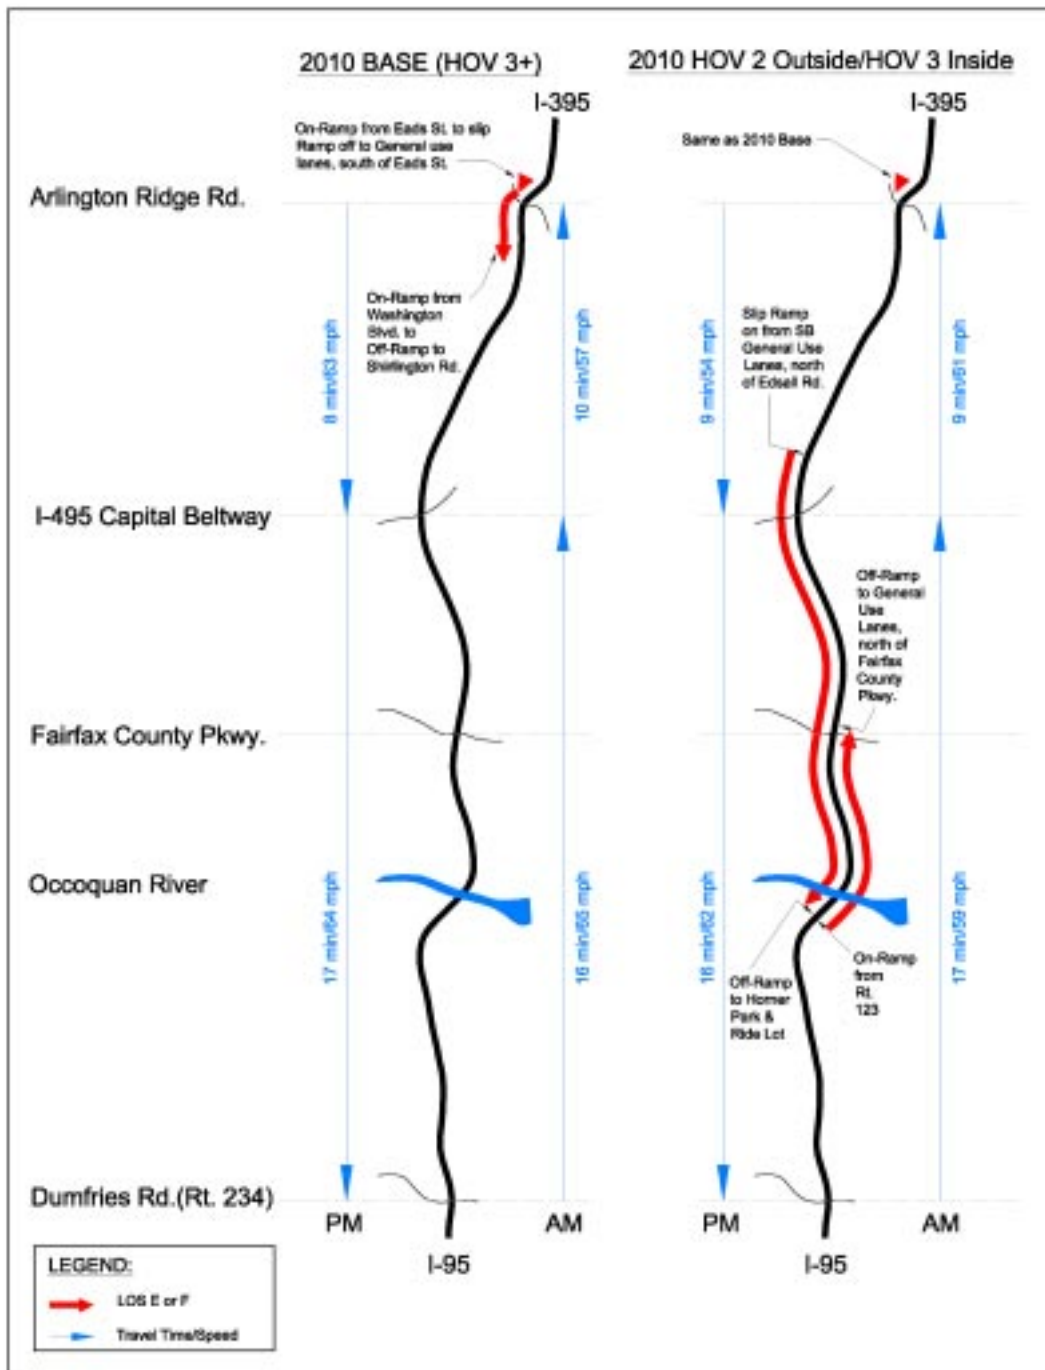 2010 BASE (HOV 3+)
2010 HOV 2 Outside/HOV 3 Inside
I-395
I-395
On-Ramp from Eads St. to slip
Ramp off to General use
lanes, south of Eads St.
Same as 2010 Base
Arlington Ridge Rd.
On-Ramp from
Washington
Blvd. to
Off-Ramp to
Shirlington Rd.
Slip Ramp
on from SB
General Use
Lanes, north
of Edsall Rd.
8 min/63 mph
10 min/57 mph
9 min/54 mph
9 min/61 mph
I-495 Capital Beltway
Off-Ramp
to General
Use
Lanes,
north of
Fairfax
County
Pkwy.
Fairfax County Pkwy.
Occoquan River
17 min/64 mph
16 min/65 mph
18 min/62 mph
17 min/59 mph
Off-Ramp
to Horner
Park &
Ride Lot
On-Ramp
from
Rt.
123
Dumfries Rd.(Rt. 234)
PM
AM
PM
AM
I-95
I-95
LEGEND:
LOS E or F
Travel Time/Speed